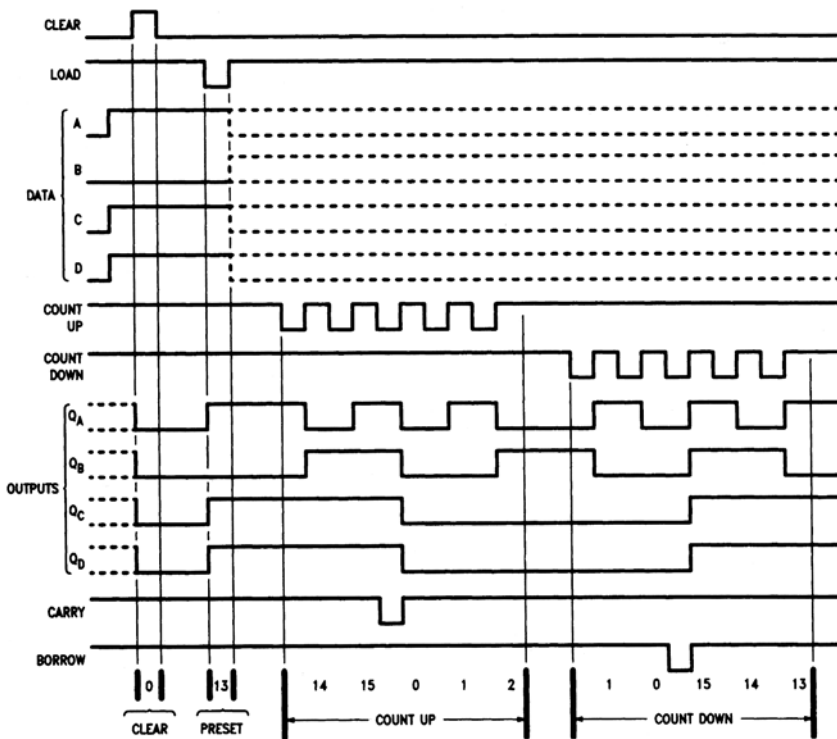 CLEAR
LOAD
A
B
DATA
C
D
COUNT
UP
COUNT
DOWN
QA
QB
OUTPUTS
QC
QD
CARRY
BORROW
0 13 14 15 0 1 2 1 0 15 14 13
CLEAR PRESET COUNT UP COUNT DOWN